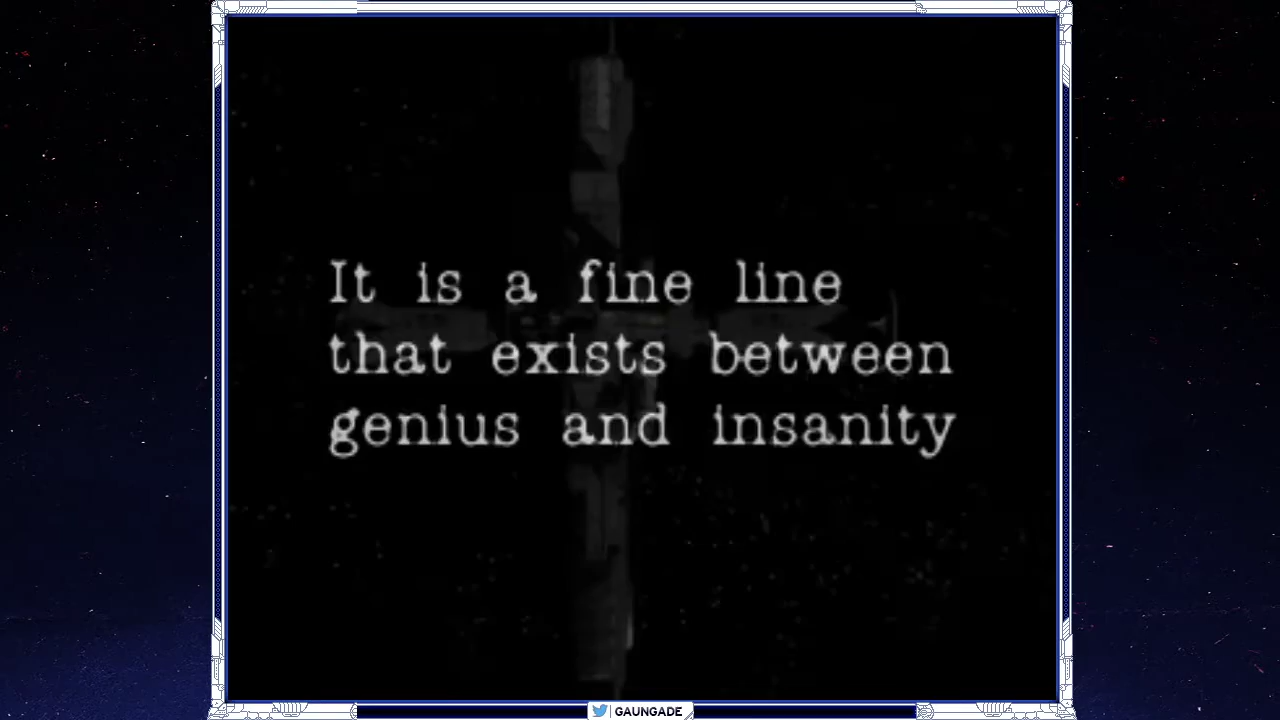 It is a fine line
that exists between
genius and insanity
GAUNGADE